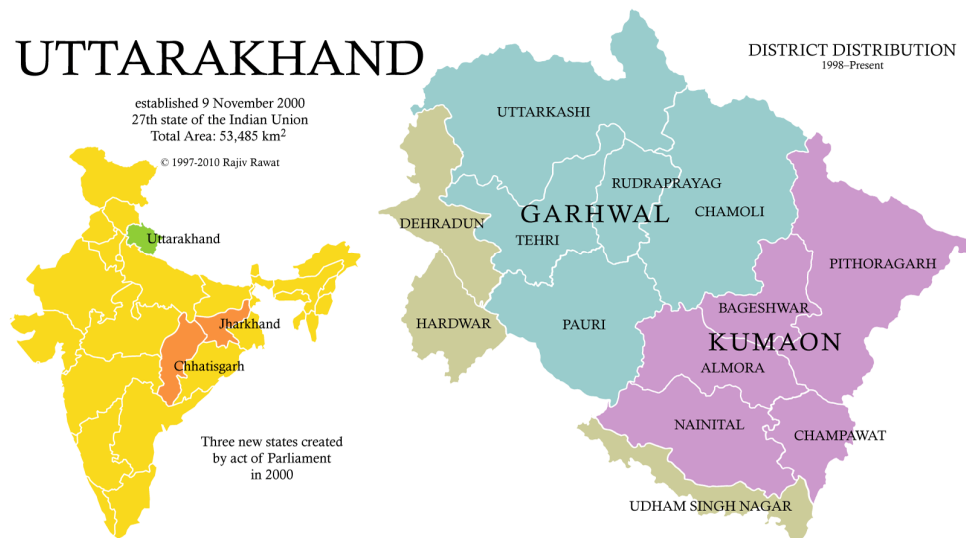 UTTARAKHAND
established 9 November 2000
27th state of the Indian Union
Total Area: 53,485 km²
© 1997-2010 Rajiv Rawat
DISTRICT DISTRIBUTION
1998–Present
Uttarakhand
Jharkhand
Chhatisgarh
Three new states created
by act of Parliament
in 2000
UTTARKASHI
RUDRAPRAYAG
GARHWAL
CHAMOLI
DEHRADUN
TEHRI
PITHORAGARH
BAGESHWAR
HARDWAR
PAURI
KUMAON
ALMORA
NAINITAL
CHAMPAWAT
UDHAM SINGH NAGAR